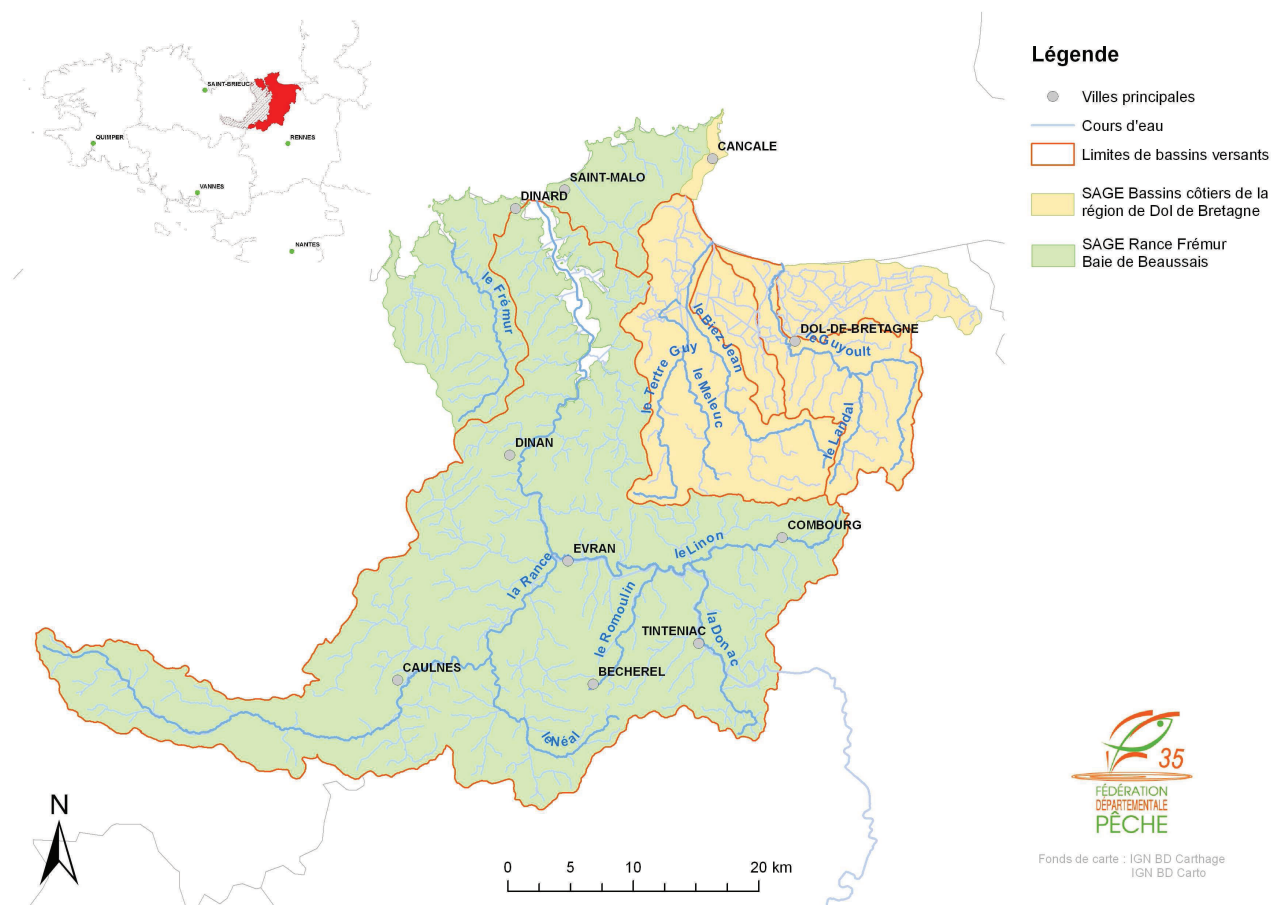 SAINT-BRIEUC
QUIMPER
RENNES
VANNES
NANTES
CANCALE
SAINT-MALO
DINARD
le Frémur
DOL-DE-BRETAGNE
le Guyoult
le Biez Jean
le Tertre Guy
le Meleuc
le Landal
DINAN
COMBOURG
le Linon
EVRAN
la Rance
le Romoulin
TINTENIAC
la Donac
CAULNES
BECHEREL
le Néal
N
0 5 10 20 km
Légende
Villes principales
Cours d'eau
Limites de bassins versants
SAGE Bassins côtiers de la
région de Dol de Bretagne
SAGE Rance Frémur
Baie de Beaussais
35
FÉDÉRATION
DÉPARTEMENTALE
PÊCHE
Fonds de carte : IGN BD Carthage
IGN BD Carto